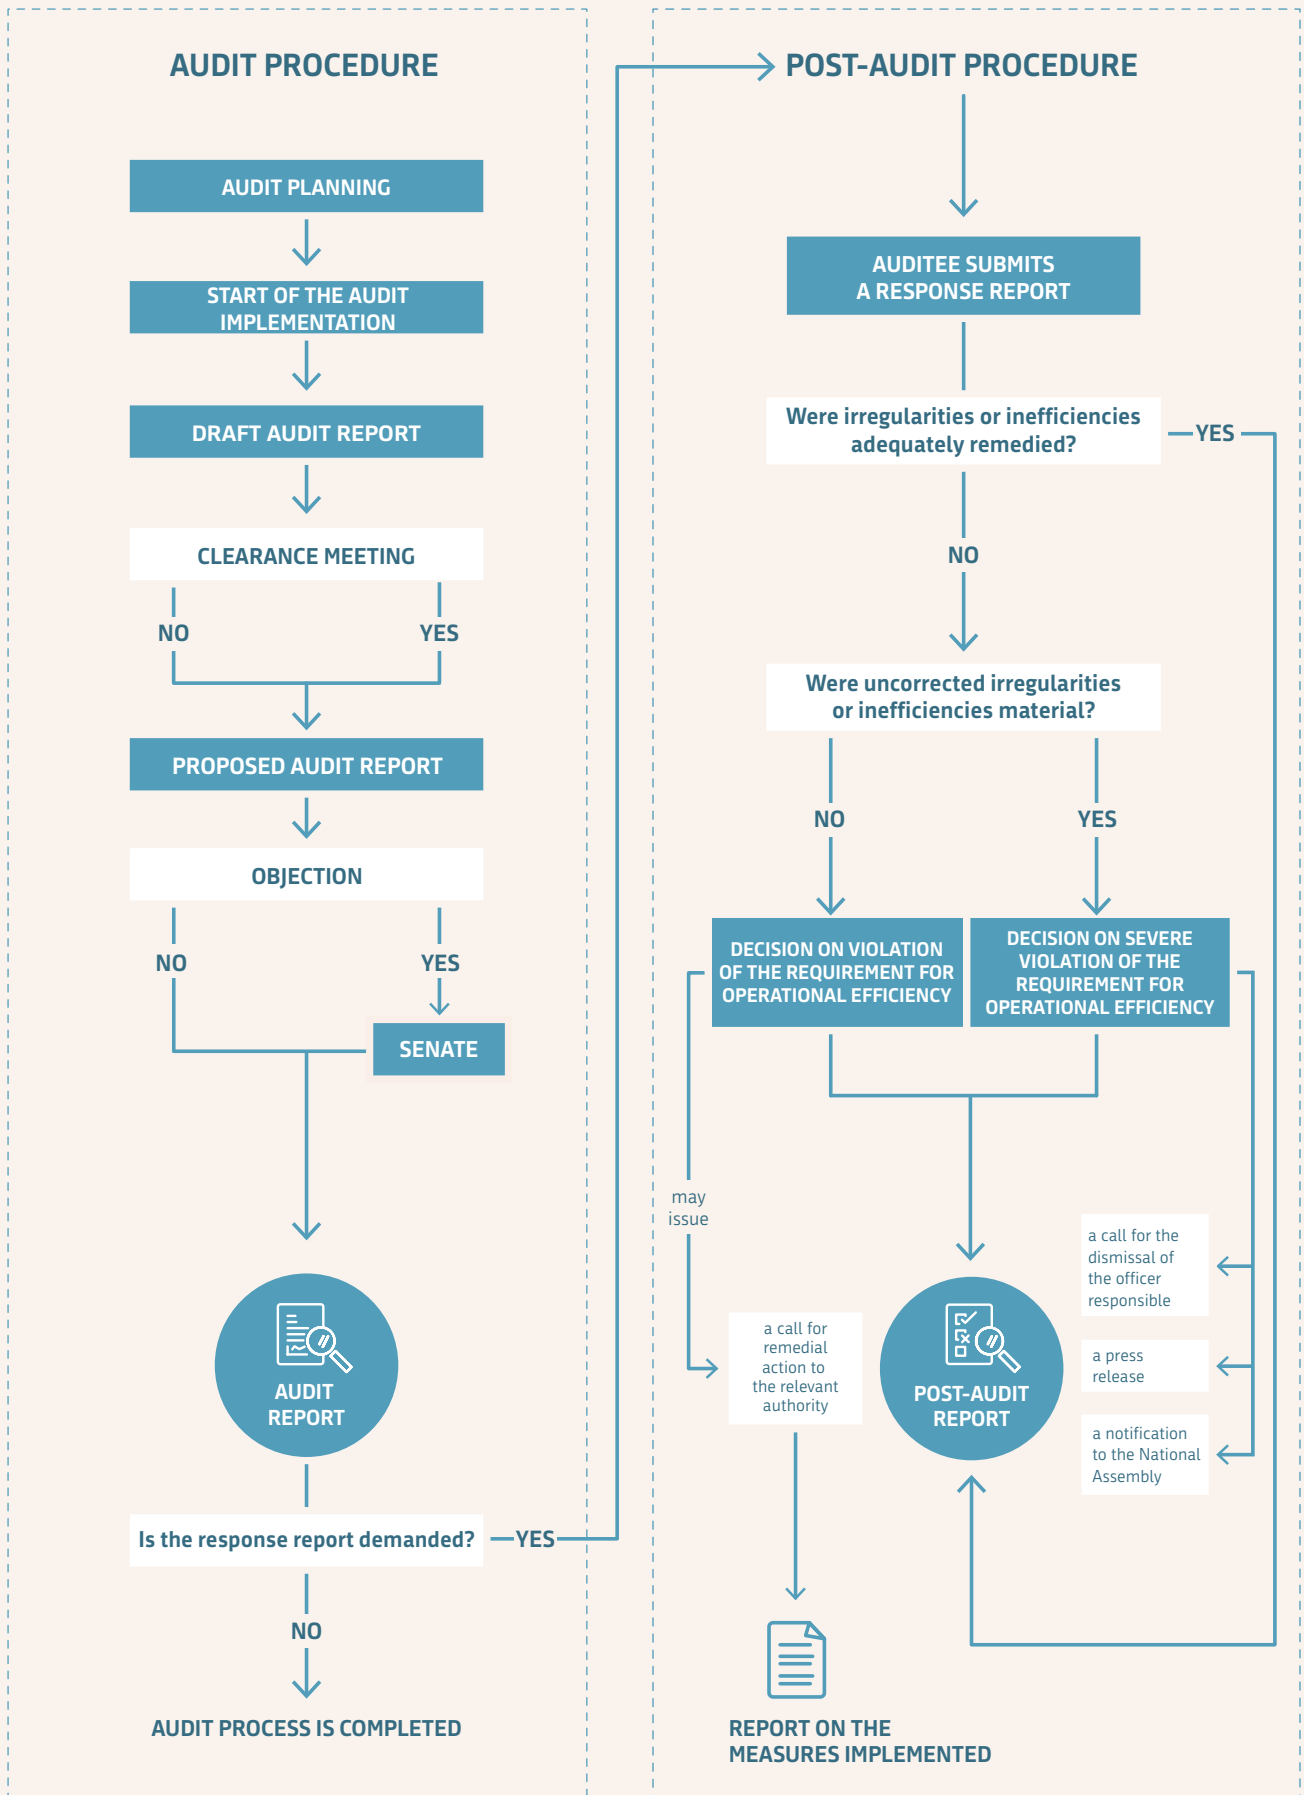 AUDIT PROCEDURE
AUDIT PLANNING
START OF THE AUDIT
IMPLEMENTATION
DRAFT AUDIT REPORT
CLEARANCE MEETING
NO
YES
PROPOSED AUDIT REPORT
OBJECTION
NO
YES
SENATE
AUDIT
REPORT
Is the response report demanded?
YES
NO
AUDIT PROCESS IS COMPLETED
POST-AUDIT PROCEDURE
AUDITEE SUBMITS
A RESPONSE REPORT
Were irregularities or inefficiencies
adequately remedied?
YES
NO
Were uncorrected irregularities
or inefficiencies material?
NO
YES
DECISION ON VIOLATION
OF THE REQUIREMENT FOR
OPERATIONAL EFFICIENCY
DECISION ON SEVERE
VIOLATION OF THE
REQUIREMENT FOR
OPERATIONAL EFFICIENCY
may
issue
a call for
remedial
action to
the relevant
authority
POST-AUDIT
REPORT
a call for the
dismissal of
the officer
responsible
a press
release
a notification
to the National
Assembly
REPORT ON THE
MEASURES IMPLEMENTED